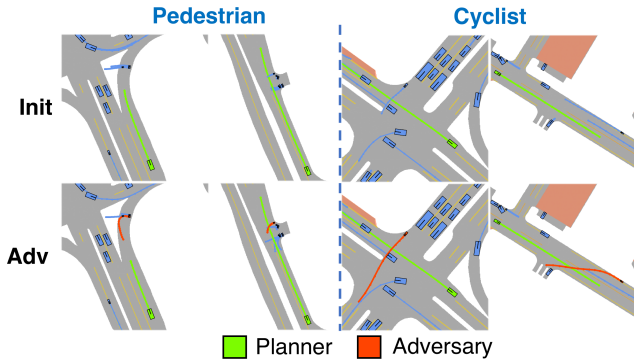 Pedestrian
Cyclist
Init
Adv
Planner
Adversary